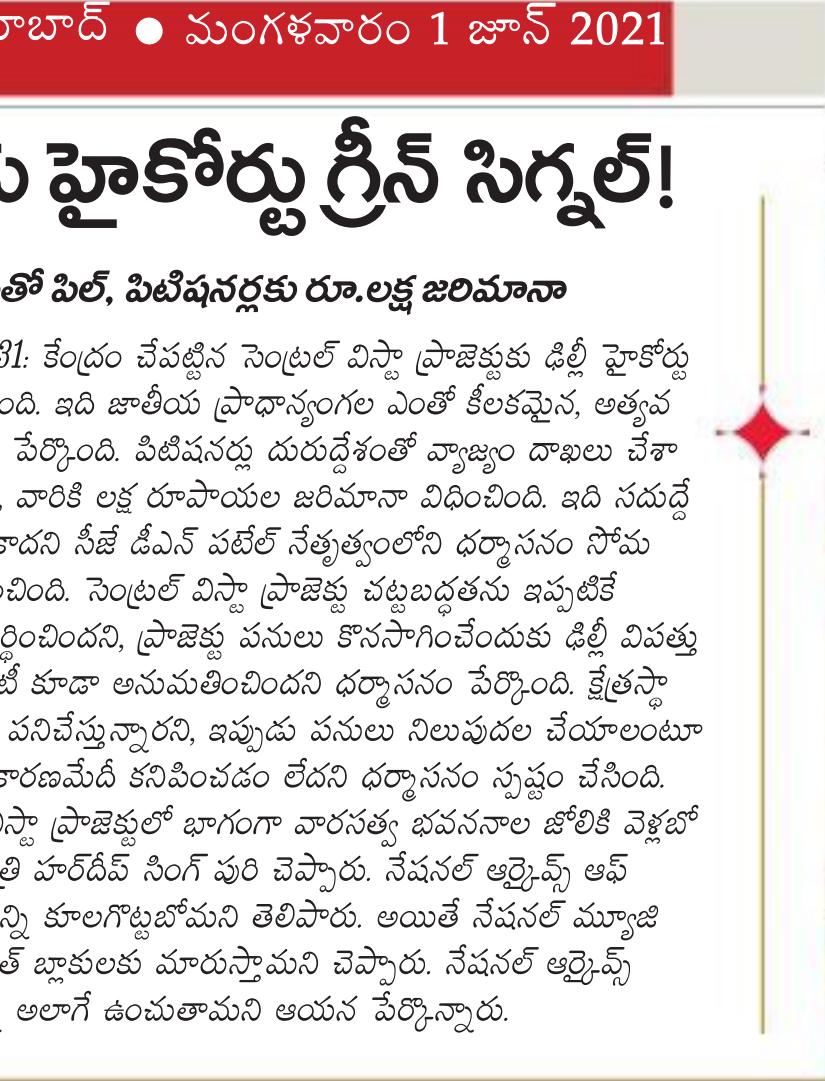 ● మంగళవారం 1 జూన్ 2021
హైకోర్టు గ్రీన్ సిగ్నల్!
పిల్, పిటిషనర్లకు రూ.లక్ష జరిమానా
31: కేంద్రం చేపట్టిన సెంట్రల్ విస్టా ప్రాజెక్టుకు ఢిల్లీ హైకోర్టు
ంది. ఇది జాతీయ ప్రాధాన్యంగల ఎంతో కీలకమైన, అత్యవ
పేర్కొంది. పిటిషనర్లు దురుద్దేశంతో వ్యాజ్యం దాఖలు చేశా
, వారికి లక్ష రూపాయల జరిమానా విధించింది. ఇది సదుద్దే
కాదని సీజే డీఎన్ పటేల్ నేతృత్వంలోని ధర్మాసనం సోమ
చింది. సెంట్రల్ విస్టా ప్రాజెక్టు చట్టబద్ధతను ఇప్పటికే
ర్థించిందని, ప్రాజెక్టు పనులు కొనసాగించేందుకు ఢిల్లీ విపత్తు
టీ కూడా అనుమతించిందని ధర్మాసనం పేర్కొంది. క్షేత్రస్థా
పనిచేస్తున్నారని, ఇప్పుడు పనులు నిలుపుదల చేయాలంటూ
కారణమేదీ కనిపించడం లేదని ధర్మాసనం స్పష్టం చేసింది.
విస్టా ప్రాజెక్టులో భాగంగా వారసత్వ భవననాల జోలికి వెళ్లబో
త్రి హర్‌దీప్ సింగ్ పురి చెప్పారు. నేషనల్ ఆర్కైవ్స్ ఆఫ్
న్ని కూలగొట్టబోమని తెలిపారు. అయితే నేషనల్ మ్యూజి
త్ బ్లాకులకు మారుస్తామని చెప్పారు. నేషనల్ ఆర్కైవ్స్
అలాగే ఉంచుతామని ఆయన పేర్కొన్నారు.